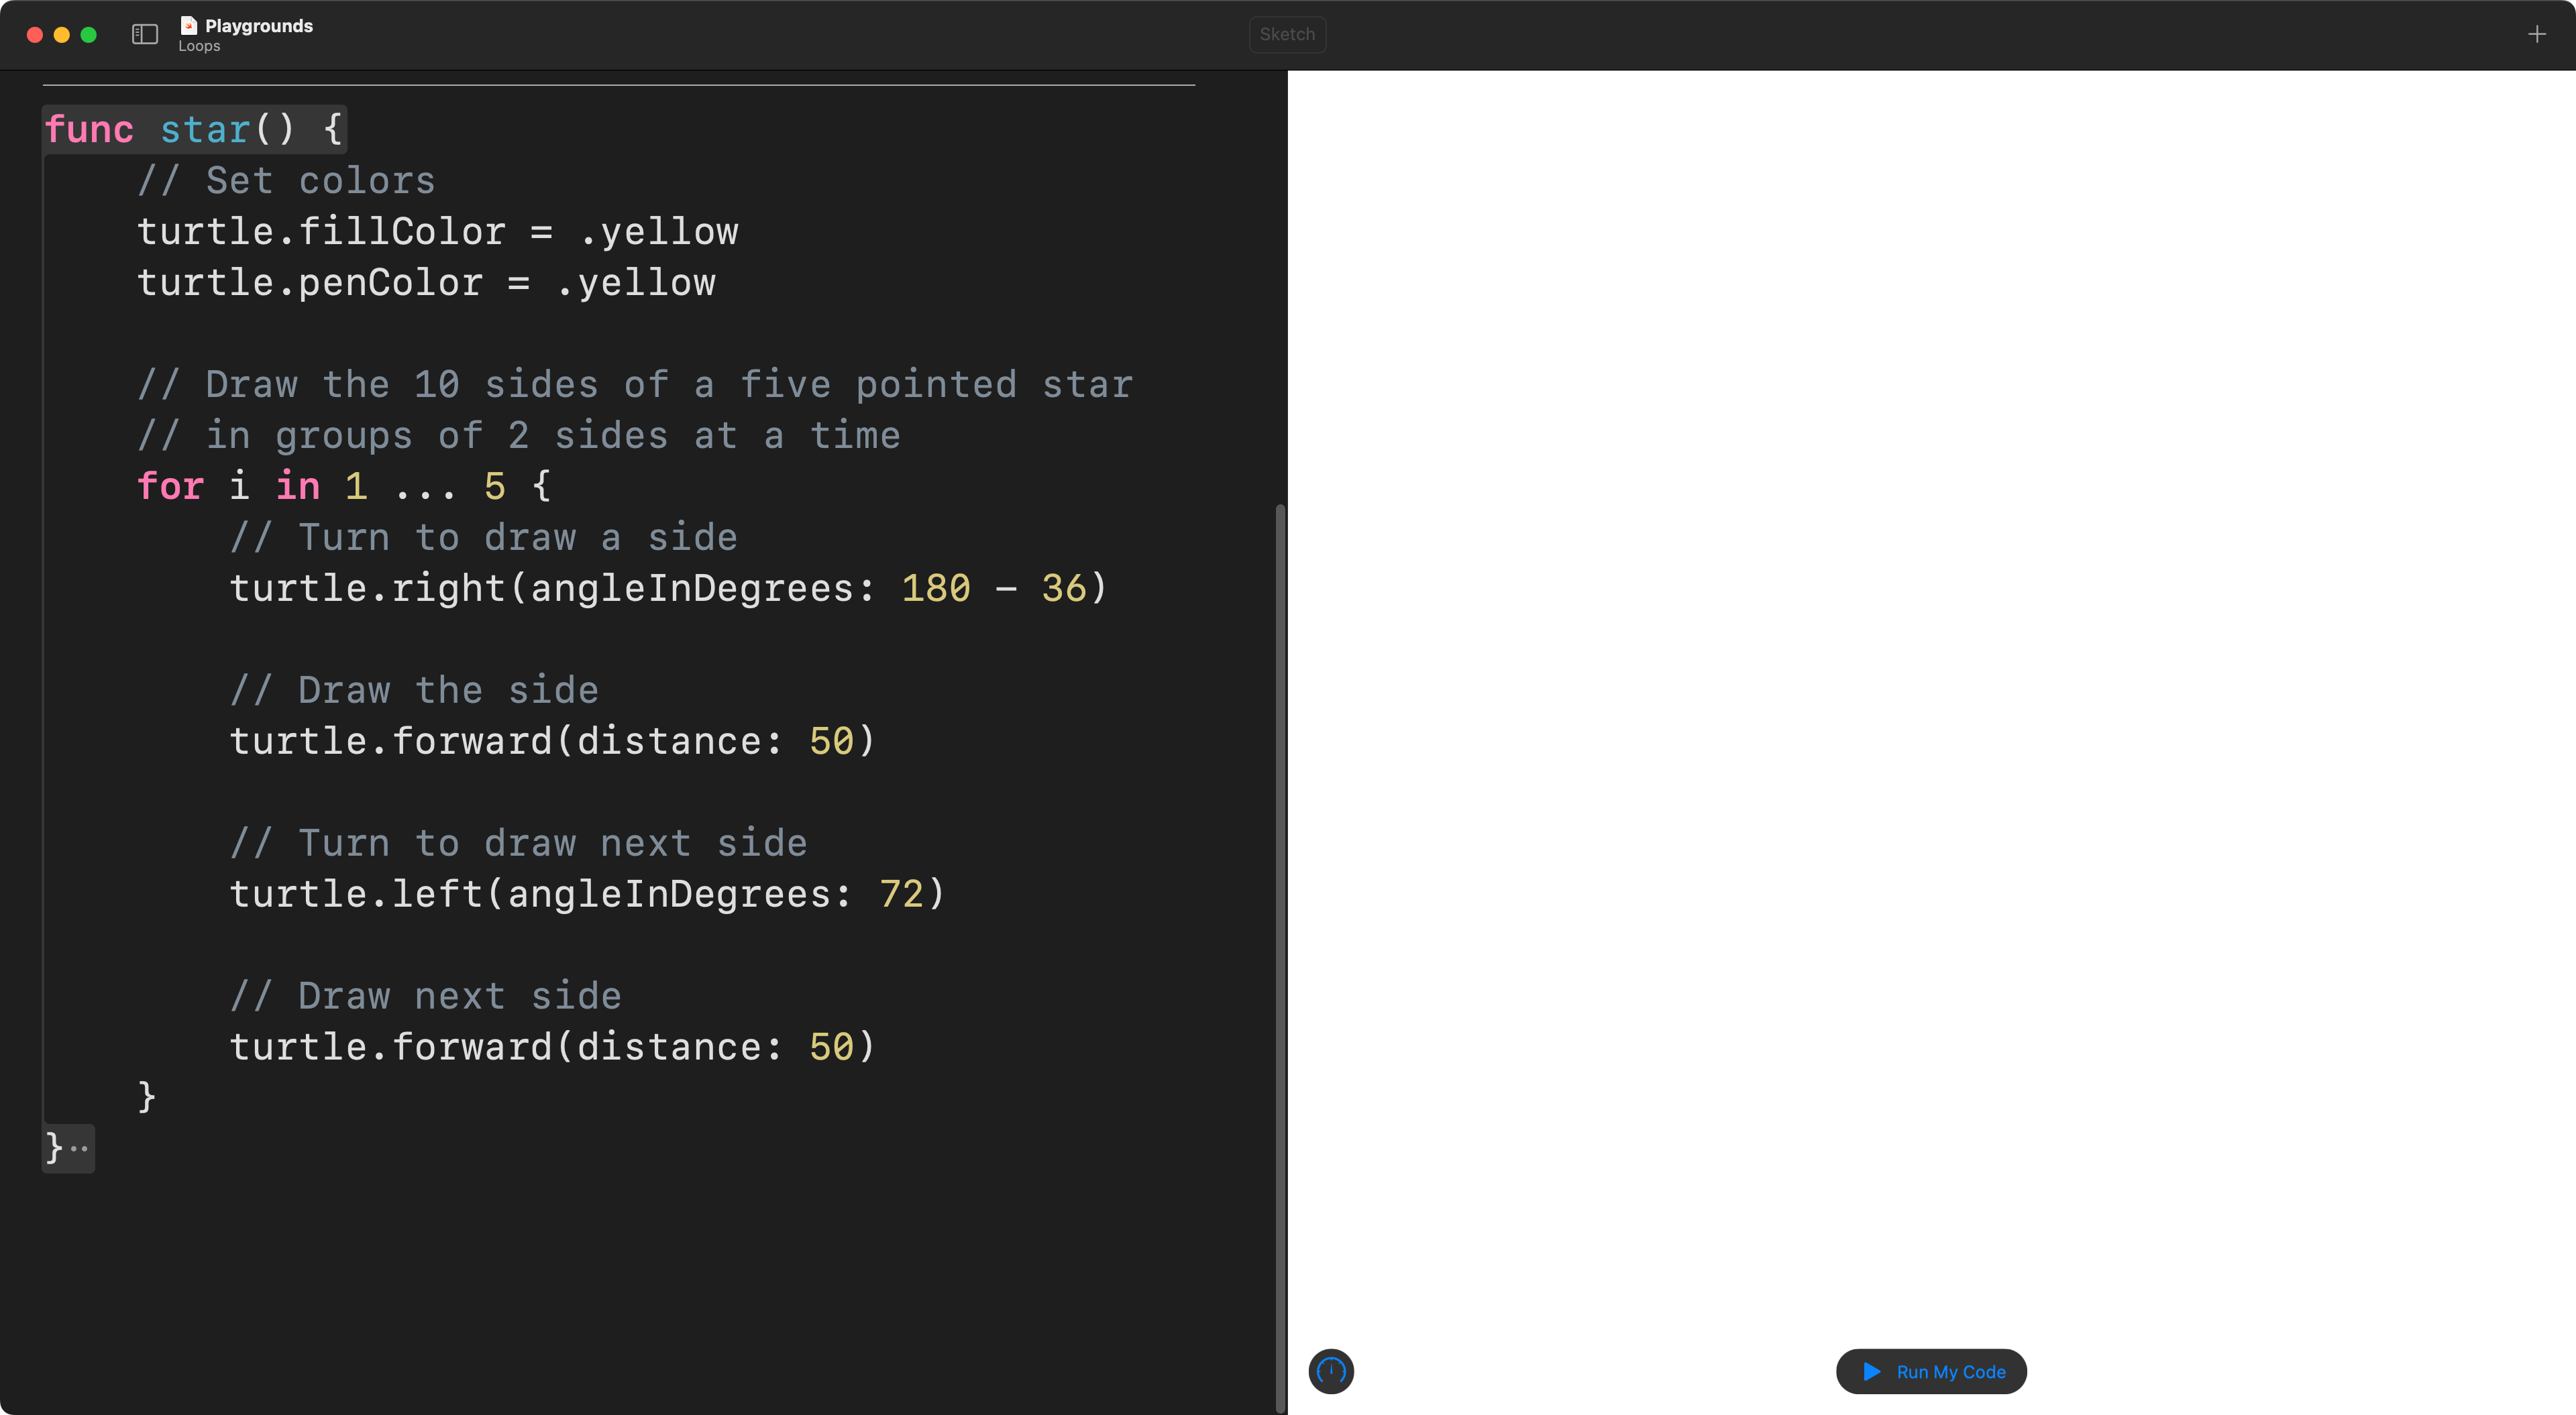 Playgrounds
Loops
Sketch
func star() {
// Set colors
turtle.fillColor = .yellow
turtle.penColor = .yellow
// Draw the 10 sides of a five pointed star
// in groups of 2 sides at a time
for i in 1 ... 5 {
// Turn to draw a side
turtle.right(angleInDegrees: 180 - 36)
// Draw the side
turtle.forward(distance: 50)
// Turn to draw next side
turtle.left(angleInDegrees: 72)
// Draw next side
turtle.forward(distance: 50)
}
}
Run My Code